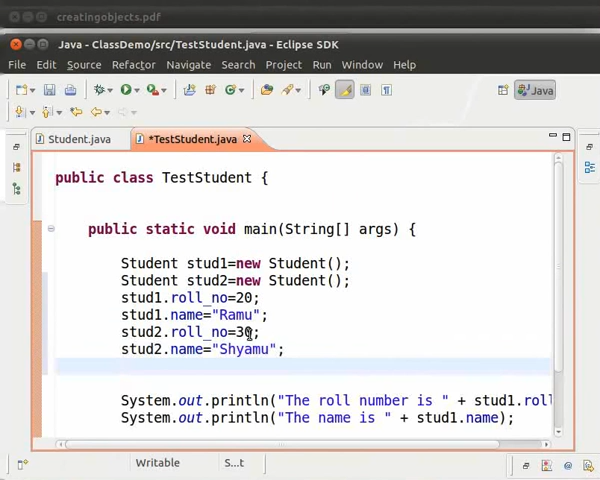 creatingobjects.pdf
Java - ClassDemo/src/TestStudent.java - Eclipse SDK
File Edit Source Refactor Navigate Search Project Run Window Help
Java
Student.java *TestStudent.java
public class TestStudent {
public static void main(String[] args) {
Student stud1=new Student();
Student stud2=new Student();
stud1.roll_no=20;
stud1.name="Ramu";
stud2.roll_no=30;
stud2.name="Shyamu";
System.out.println("The roll number is " + stud1.roll
System.out.println("The name is " + stud1.name);
Writable S...t